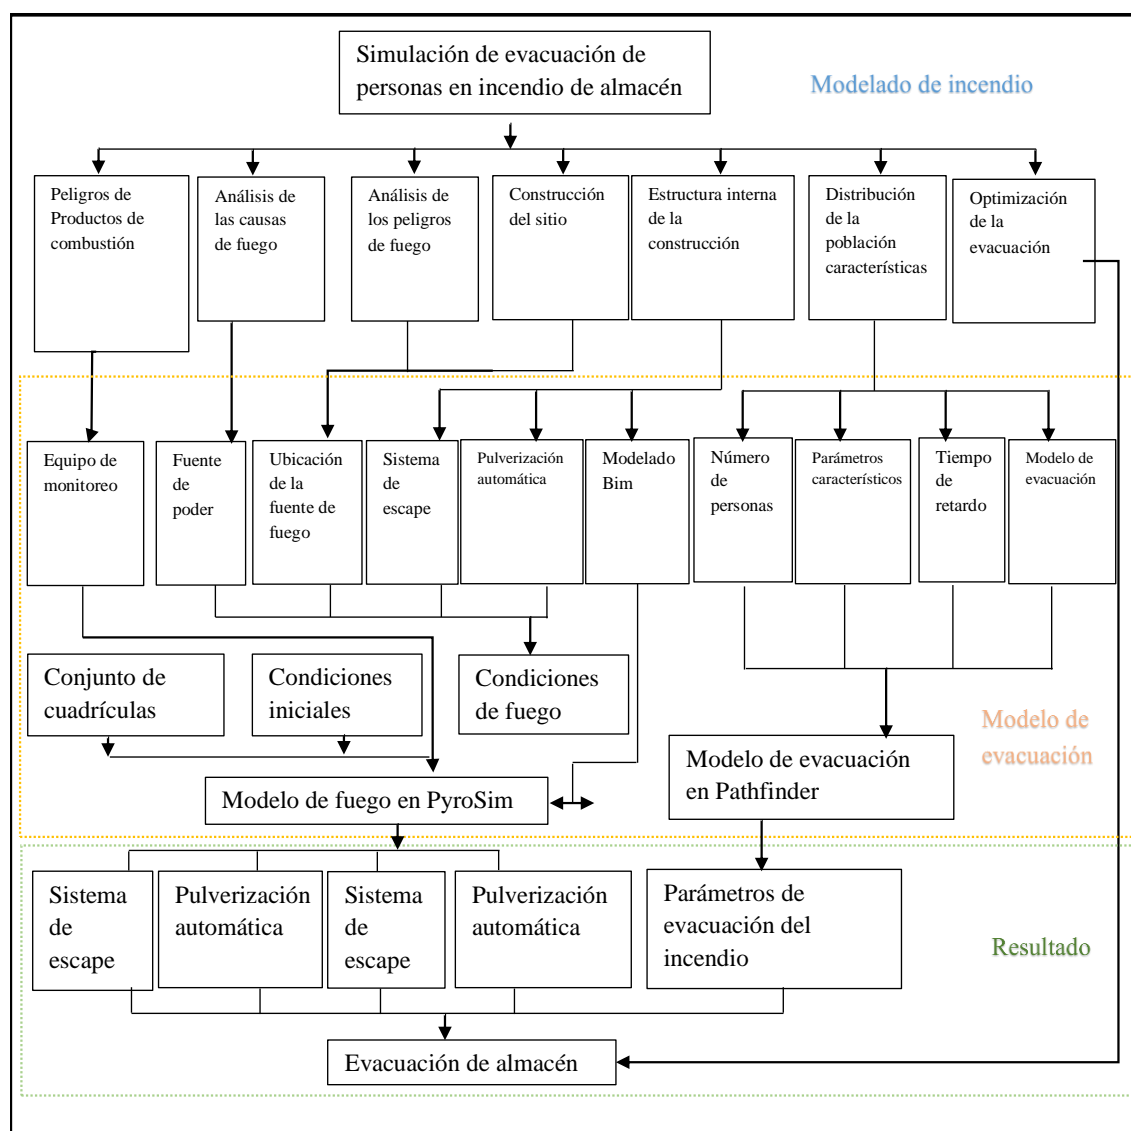 Simulación de evacuación de
personas en incendio de almacén
Modelado de incendio
Peligros de
Productos de
combustión
Análisis de
las causas
de fuego
Análisis de
los peligros
de fuego
Construcción
del sitio
Estructura interna
de la
construcción
Distribución
de la
población
características
Optimización
de la
evacuación
Equipo de
monitoreo
Fuente
de
poder
Ubicación
de la
fuente de
fuego
Sistema
de
escape
Pulverización
automática
Modelado
Bim
Número
de
personas
Parámetros
característicos
Tiempo
de
retardo
Modelo de
evacuación
Conjunto de
cuadrículas
Condiciones
iniciales
Condiciones
de fuego
Modelo de
evacuación
Modelo de evacuación
en Pathfinder
Modelo de fuego en PyroSim
Sistema
de
escape
Pulverización
automática
Sistema
de
escape
Pulverización
automática
Parámetros de
evacuación del
incendio
Resultado
Evacuación de almacén